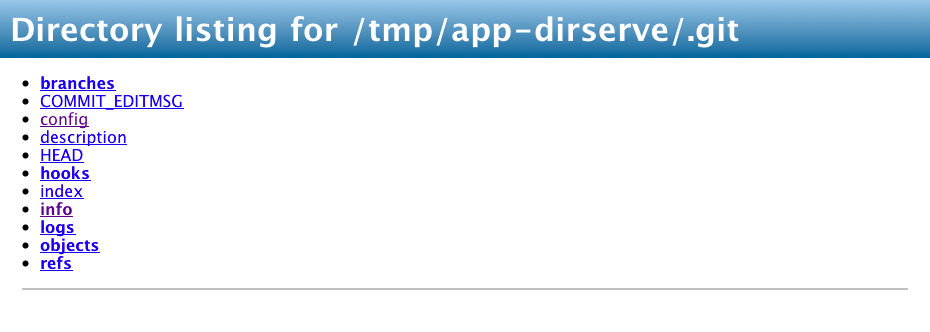 Directory listing for /tmp/app-dirserve/.git
branches
COMMIT_EDITMSG
config
description
HEAD
hooks
index
info
logs
objects
refs